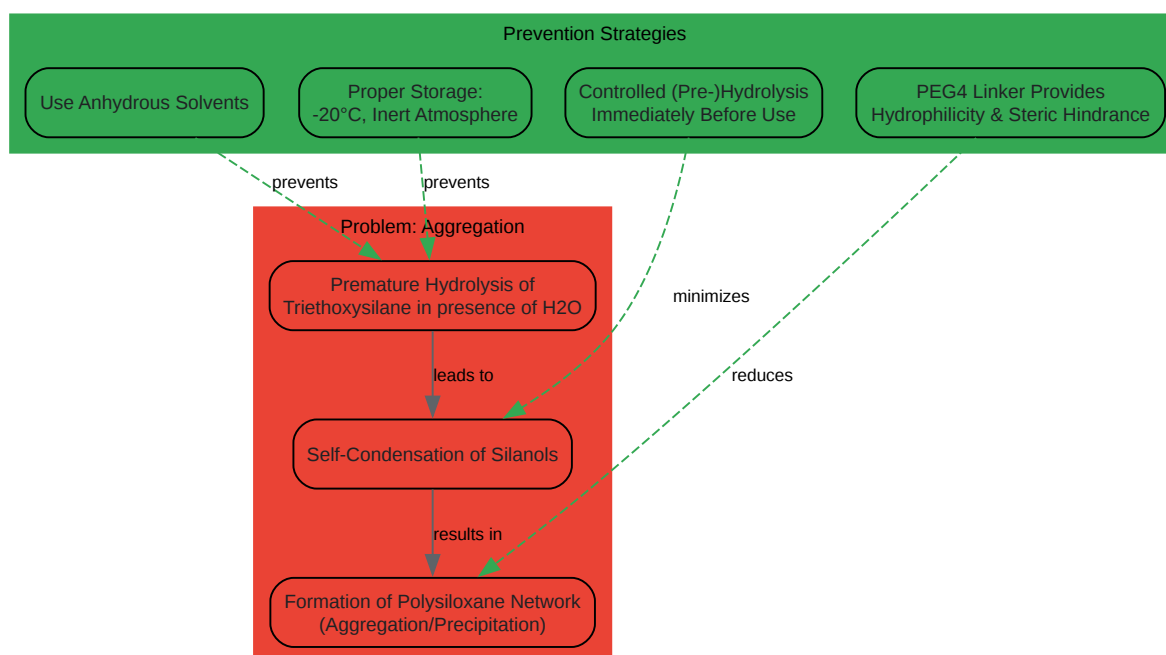 Prevention Strategies
Use Anhydrous Solvents
Proper Storage:
-20°C, Inert Atmosphere
Controlled (Pre-)Hydrolysis
Immediately Before Use
PEG4 Linker Provides
Hydrophilicity & Steric Hindrance
prevents
prevents
Problem: Aggregation
Premature Hydrolysis of
Triethoxysilane in presence of H2O
minimizes
leads to
reduces
Self-Condensation of Silanols
results in
Formation of Polysiloxane Network
(Aggregation/Precipitation)